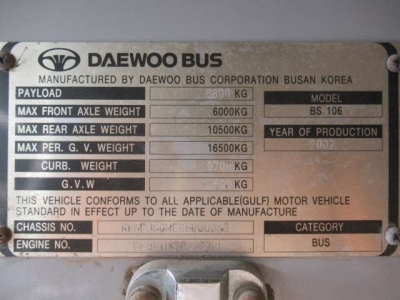 DAEWOO BUS
MANUFACTURED BY DAEWOO BUS CORPORATION BUSAN KOREA
PAYLOAD KG
MODEL
MAX FRONT AXLE WEIGHT 6000KG
BS 106
MAX REAR AXLE WEIGHT 10500KG
YEAR OF PRODUCTION
MAX PER. G. V. WEIGHT 16500KG
CURB. WEIGHT KG
G.V.W KG
THIS VEHICLE CONFORMS TO ALL APPLICABLE(GULF) MOTOR VEHICLE
STANDARD IN EFFECT UP TO THE DATE OF MANUFACTURE
CHASSIS NO.
CATEGORY
ENGINE NO.
BUS